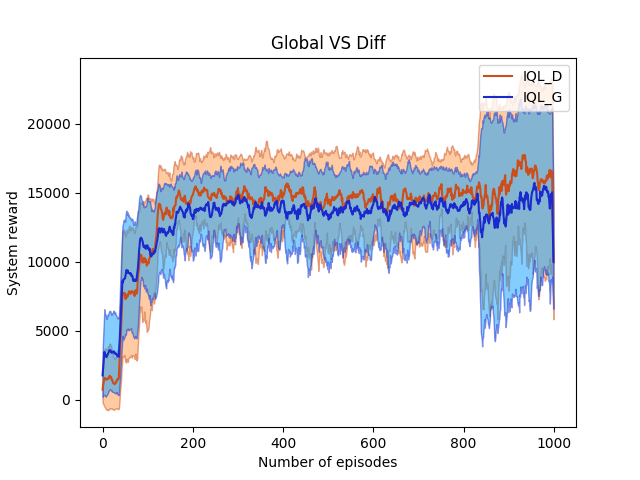 Global VS Diff
IQL_D
IQL_G
System reward
20000
15000
10000
5000
0
0 200 400 600 800 1000
Number of episodes